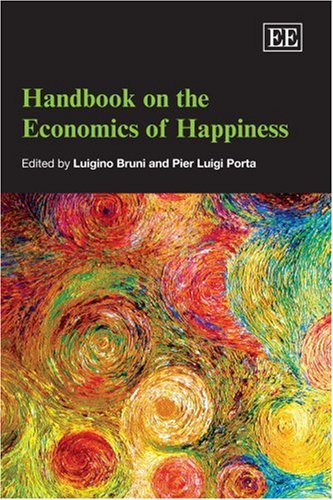 EE
Handbook on the
Economics of Happiness
Edited by Luigino Bruni and Pier Luigi Porta